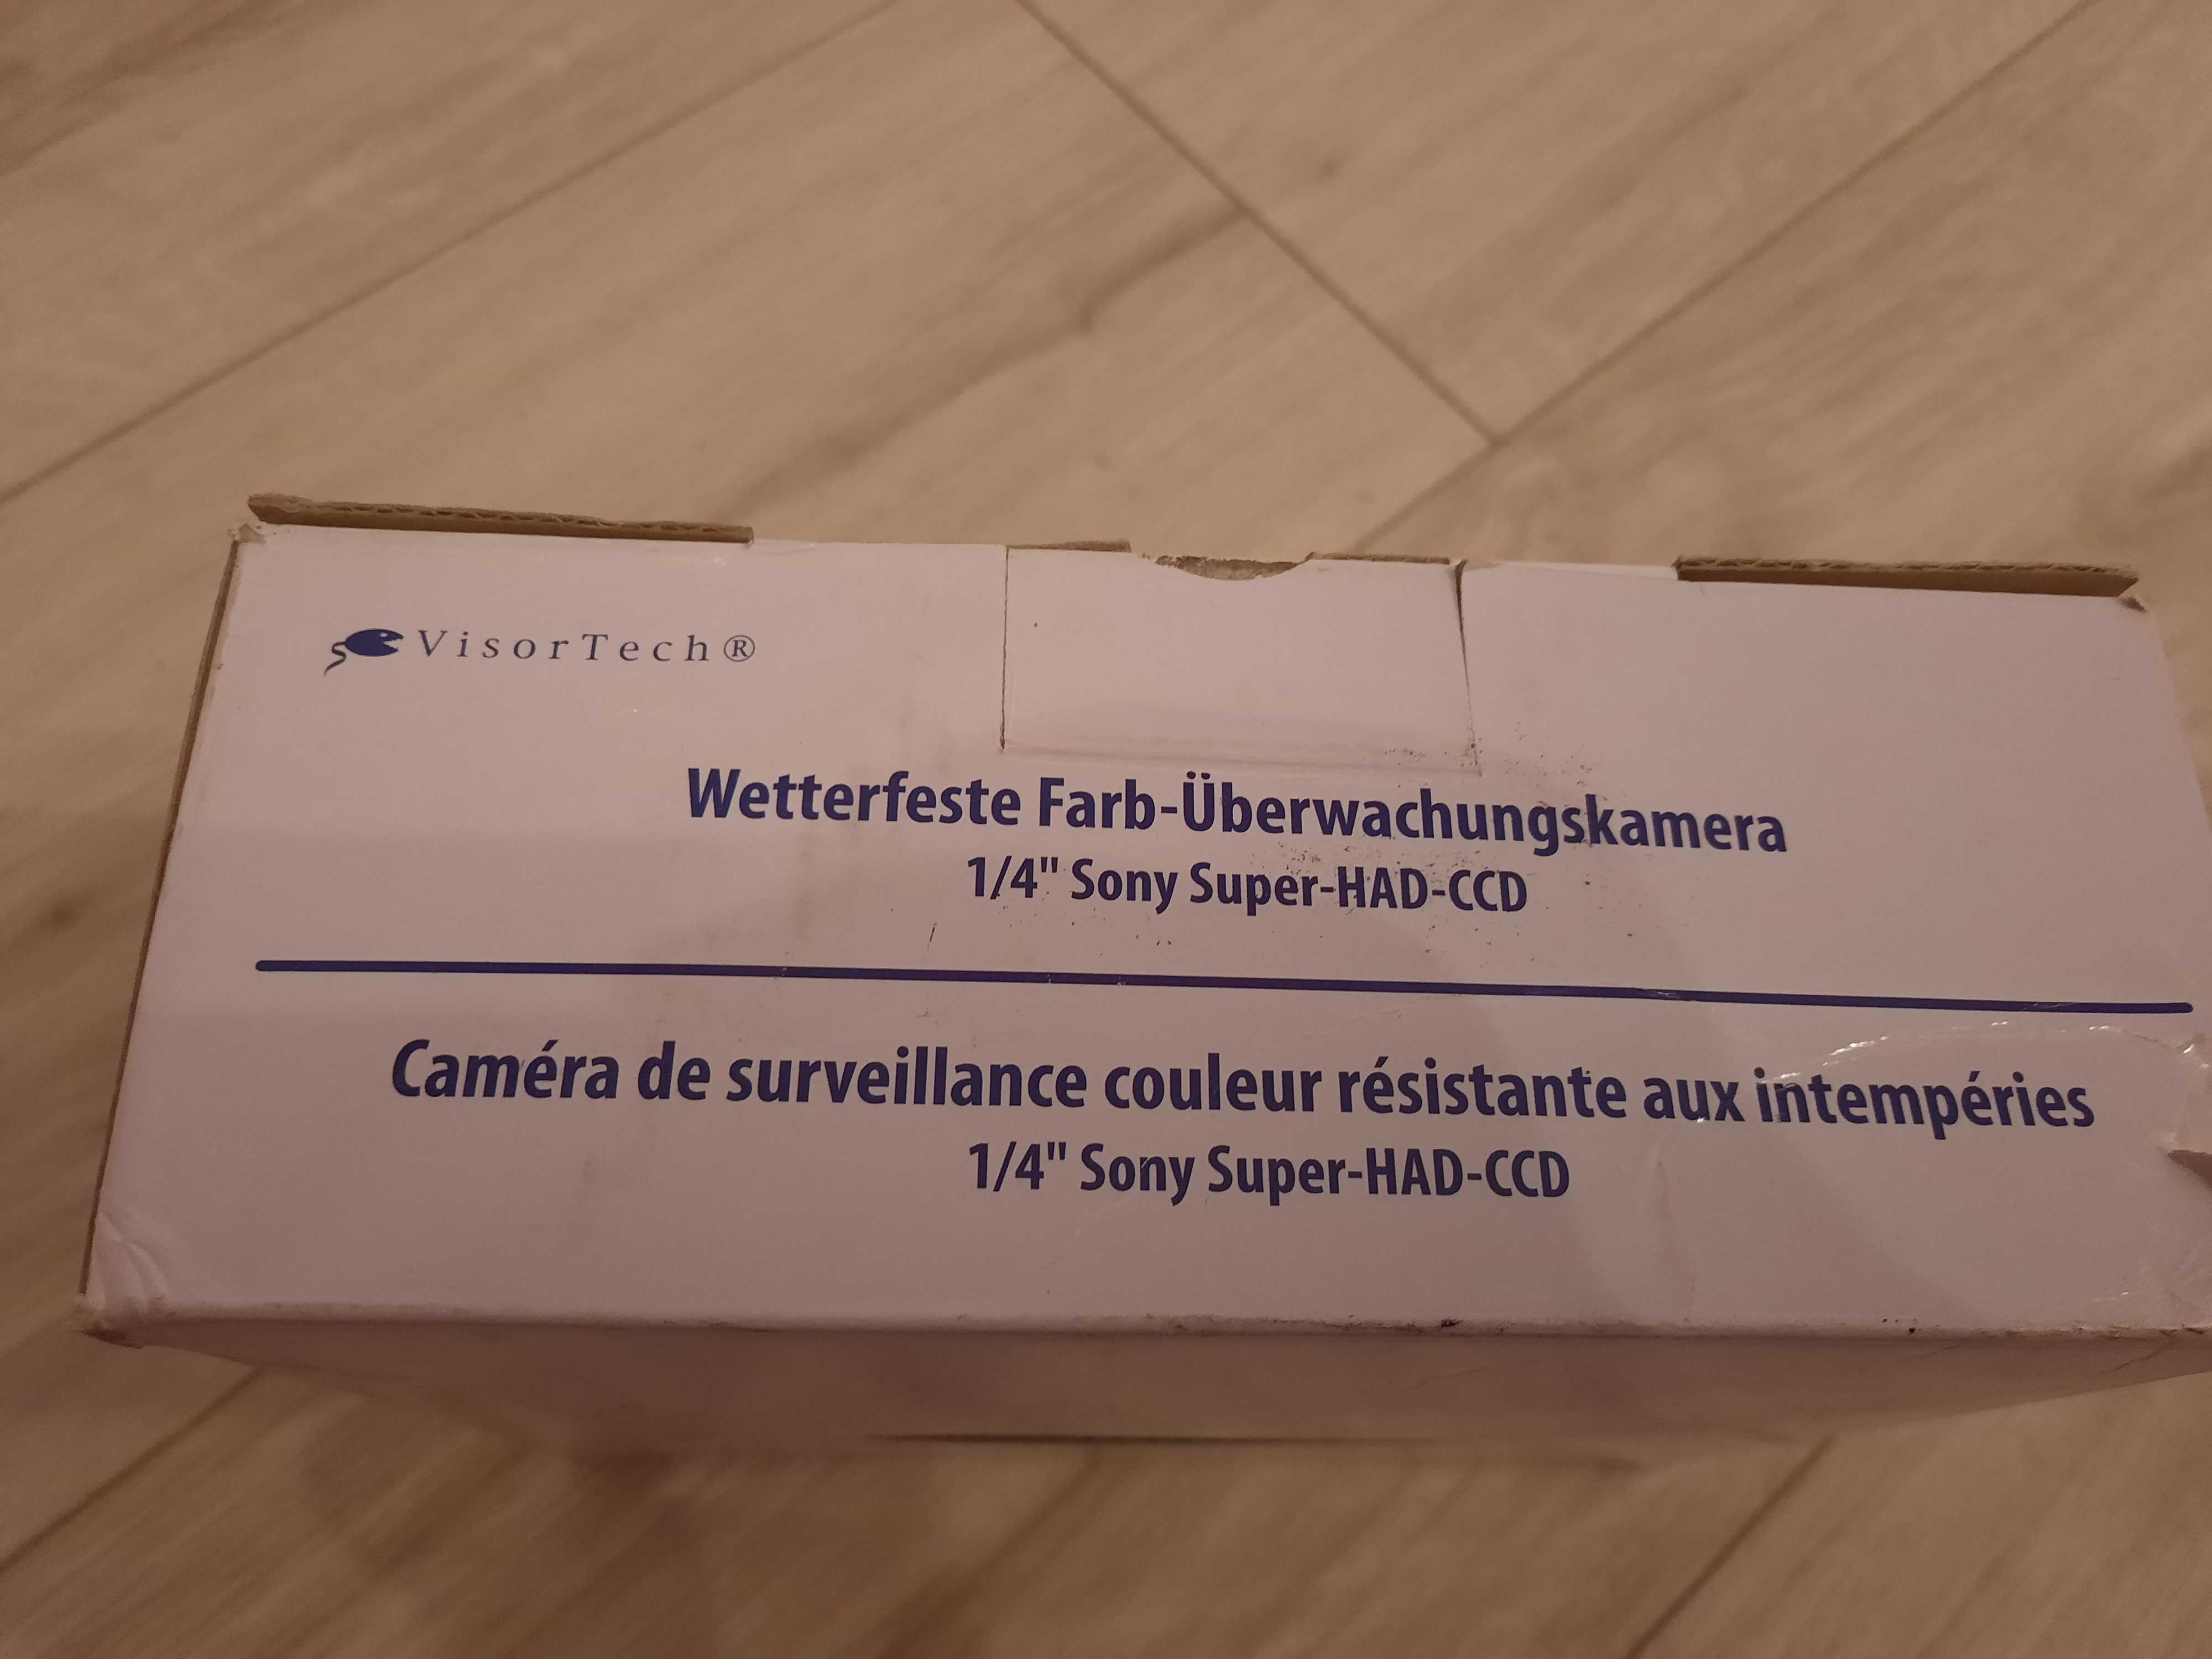 VisorTech®
Wetterfeste Farb-Überwachungskamera
1/4" Sony Super-HAD-CCD
Caméra de surveillance couleur résistante aux intempéries
1/4" Sony Super-HAD-CCD